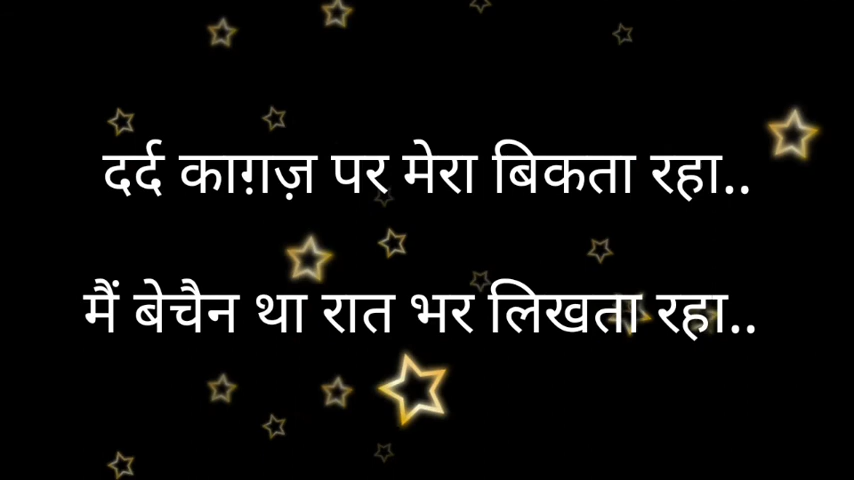 दर्द काग़ज़ पर मेरा बिकता रहा..
मैं बेचैन था रात भर लिखता रहा..